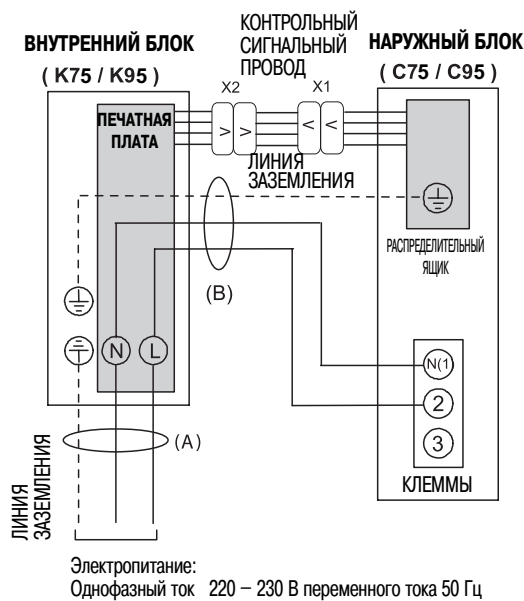 КОНТРОЛЬНЫЙ
СИГНАЛЬНЫЙ
ПРОВОД
ВНУТРЕННИЙ БЛОК
( K75 / K95 )
НАРУЖНЫЙ БЛОК
( C75 / C95 )
X2
X1
ПЕЧАТНАЯ
ПЛАТА
ЛИНИЯ
ЗАЗЕМЛЕНИЯ
РАСПРЕДЕЛИТЕЛЬНЫЙ
ЯЩИК
(B)
N
L
N(1
2
3
КЛЕММЫ
(A)
ЛИНИЯ
ЗАЗЕМЛЕНИЯ
Электропитание:
Однофазный ток 220 – 230 В переменного тока 50 Гц